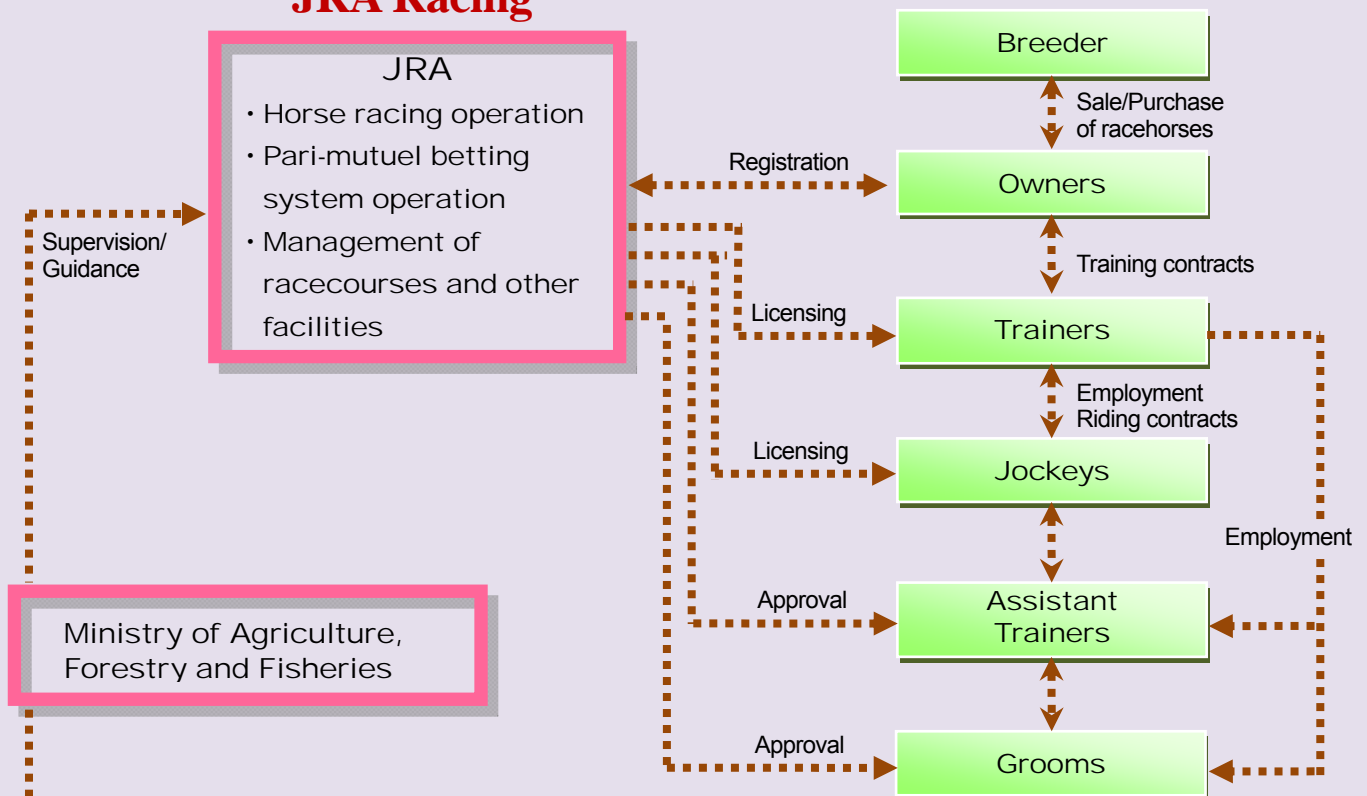 JRA Racing
JRA
・Horse racing operation
・Pari-mutuel betting
system operation
・Management of
racecourses and other
facilities
Supervision/
Guidance
Ministry of Agriculture,
Forestry and Fisheries
Registration
Licensing
Licensing
Approval
Approval
Breeder
Sale/Purchase
of racehorses
Owners
Training contracts
Trainers
Employment
Riding contracts
Jockeys
Employment
Assistant
Trainers
Grooms